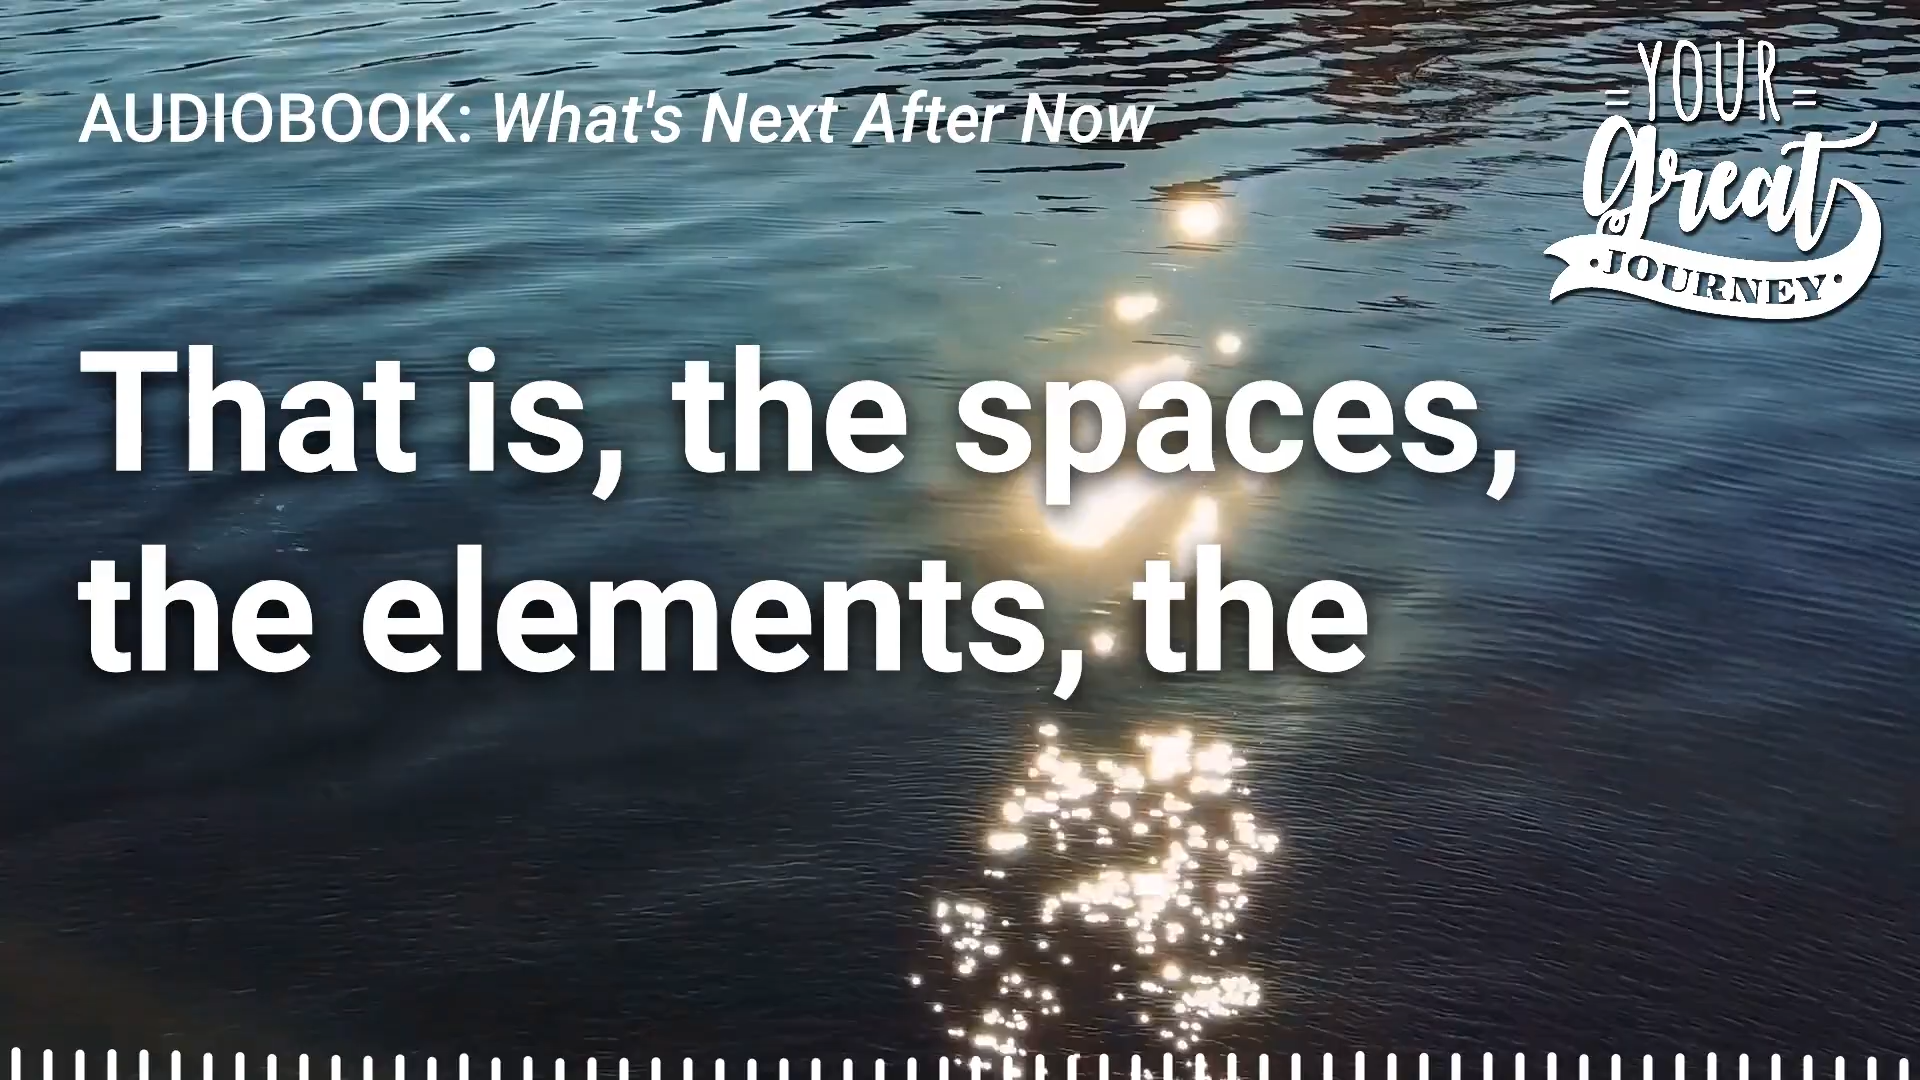 AUDIOBOOK: What's Next After Now
YOUR
Great
JOURNEY
That is, the spaces,
the elements, the